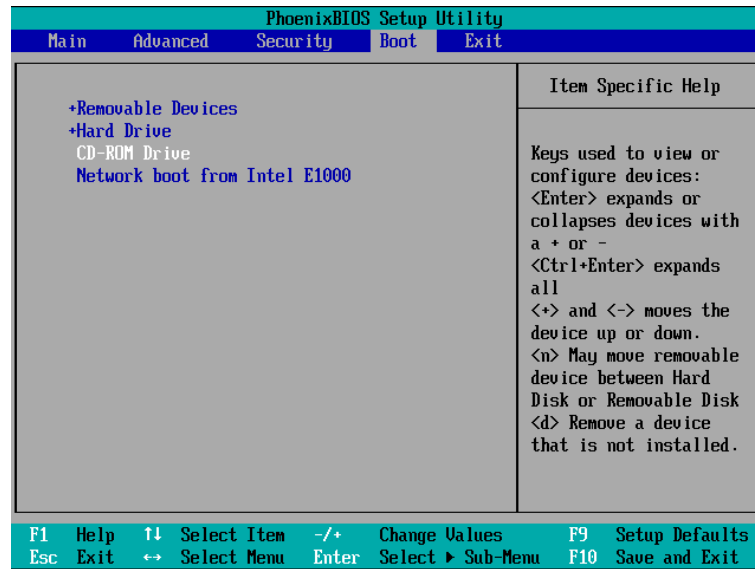 PhoenixBIOS Setup Utility
Main Advanced Security Boot Exit
+Removable Devices
+Hard Drive
CD-ROM Drive
Network boot from Intel E1000
Item Specific Help
Keys used to view or
configure devices:
<Enter> expands or
collapses devices with
a + or -
<Ctrl+Enter> expands
all
<+> and <-> moves the
device up or down.
<n> May move removable
device between Hard
Disk or Removable Disk
<d> Remove a device
that is not installed.
F1 Help ↑↓ Select Item -/+ Change Values F9 Setup Defaults
Esc Exit ↔ Select Menu Enter Select ▶ Sub-Menu F10 Save and Exit